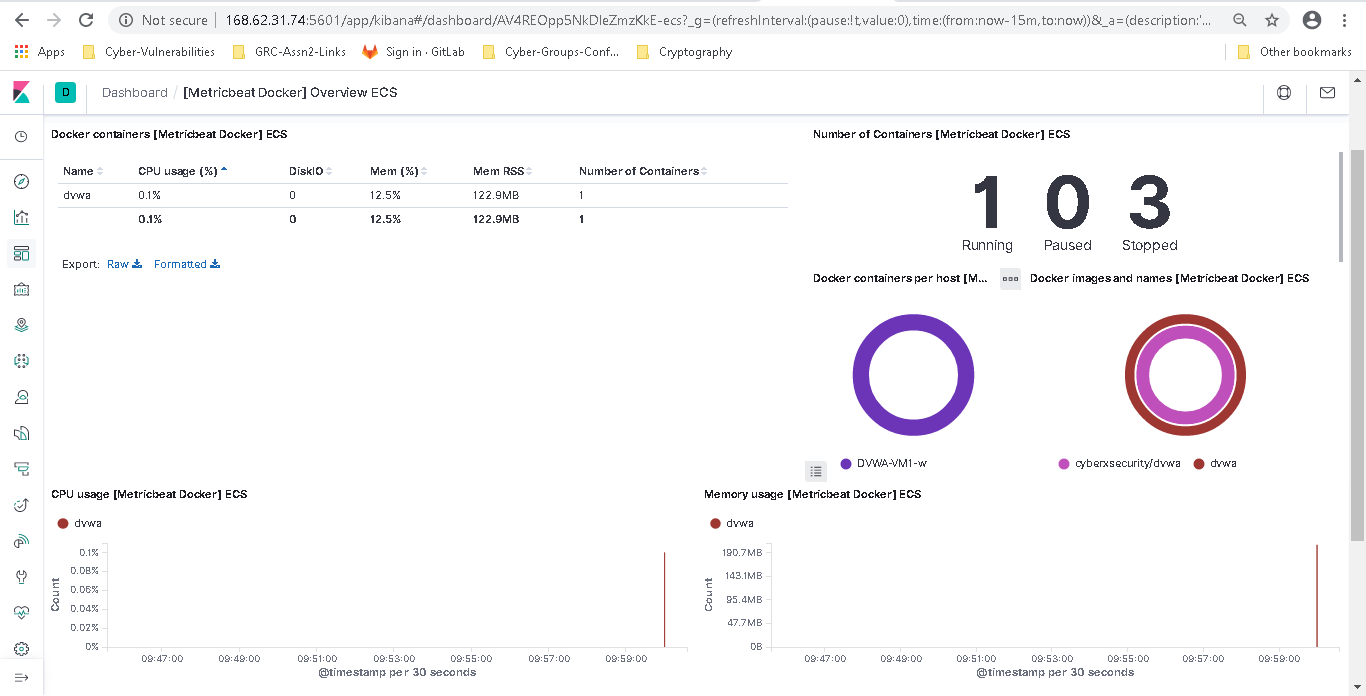 Not secure | 168.62.31.74:5601/app/kibana#/dashboard/AV4REOpp5NkDleZmzKkE-ecs?_g=(refreshInterval:(pause:!t,value:0),time:(from:now-15m,to:now))&_a=(description:'...
Apps Cyber-Vulnerabilities GRC-Assn2-Links Sign in · GitLab Cyber-Groups-Conf... Cryptography Other bookmarks
D Dashboard / [Metricbeat Docker] Overview ECS
Docker containers [Metricbeat Docker] ECS
Name CPU usage (%) DiskIO Mem (%) Mem RSS Number of Containers
dvwa 0.1% 0 12.5% 122.9MB 1
0.1% 0 12.5% 122.9MB 1
Export: Raw Formatted
Number of Containers [Metricbeat Docker] ECS
1 0 3
Running Paused Stopped
Docker containers per host [M...
DVWA-VM1-w
Docker images and names [Metricbeat Docker] ECS
cyberxsecurity/dvwa dvwa
CPU usage [Metricbeat Docker] ECS
dvwa
0.1%
0.08%
0.06%
0.04%
0.02%
0%
Count
09:47:00 09:49:00 09:51:00 09:53:00 09:55:00 09:57:00 09:59:00
@timestamp per 30 seconds
Memory usage [Metricbeat Docker] ECS
dvwa
190.7MB
143.1MB
95.4MB
47.7MB
0B
Count
09:47:00 09:49:00 09:51:00 09:53:00 09:55:00 09:57:00 09:59:00
@timestamp per 30 seconds